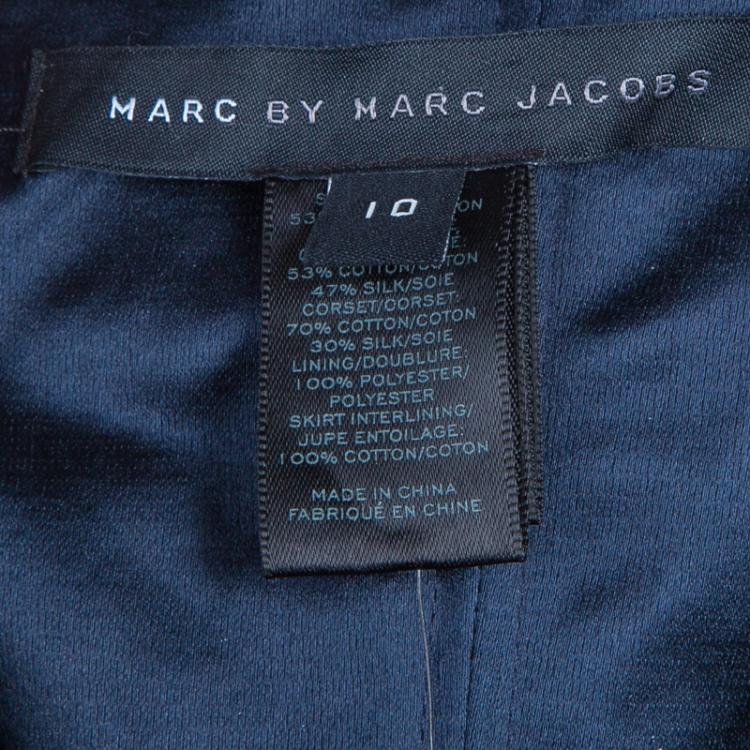 MARC BY MARC JACOBS
10
53% COTTON/COTON
47% SILK/SOIE
CORSET/CORSET:
70% COTTON/COTON
30% SILK/SOIE
LINING/DOUBLURE:
100% POLYESTER/
POLYESTER
SKIRT INTERLINING/
JUPE ENTOILAGE:
100% COTTON/COTON
MADE IN CHINA
FABRIQUÉ EN CHINE